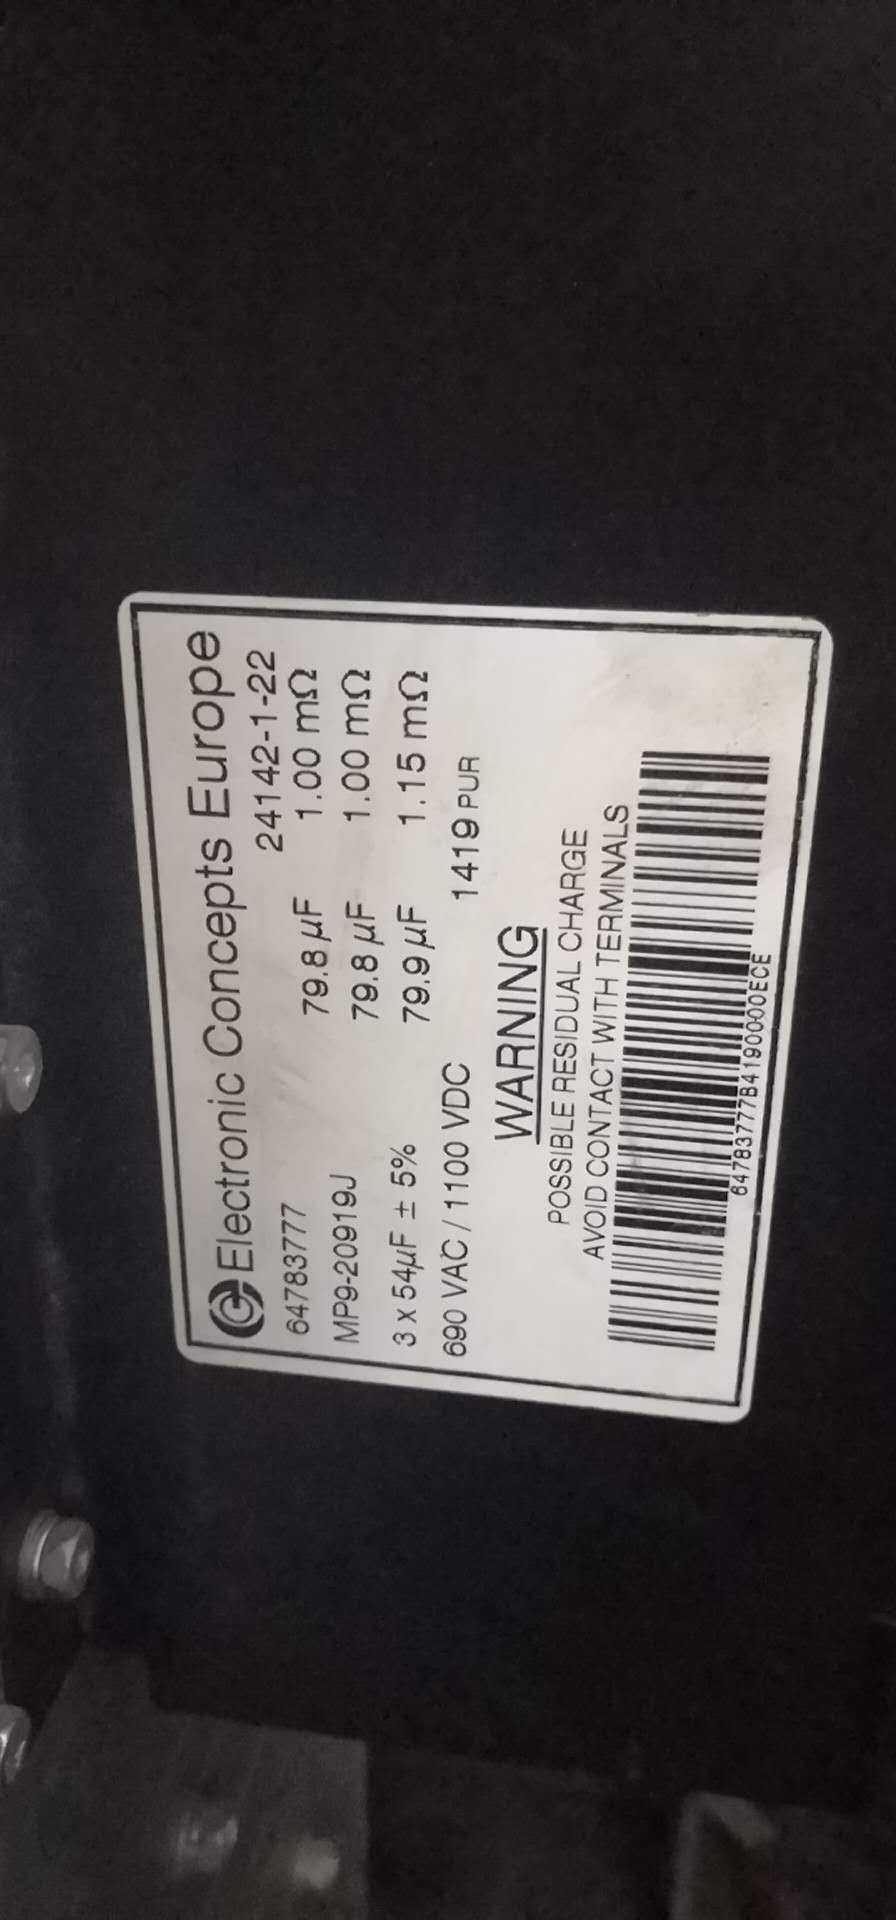 Electronic Concepts Europe
64783777 24142-1-22
79.8 µF 1.00 mΩ
MP9-20919J 79.8 µF 1.00 mΩ
3 x 54µF ± 5% 79.9 µF 1.15 mΩ
690 VAC / 1100 VDC 1419 PUR
WARNING
POSSIBLE RESIDUAL CHARGE
AVOID CONTACT WITH TERMINALS
64783777B4190000ECE